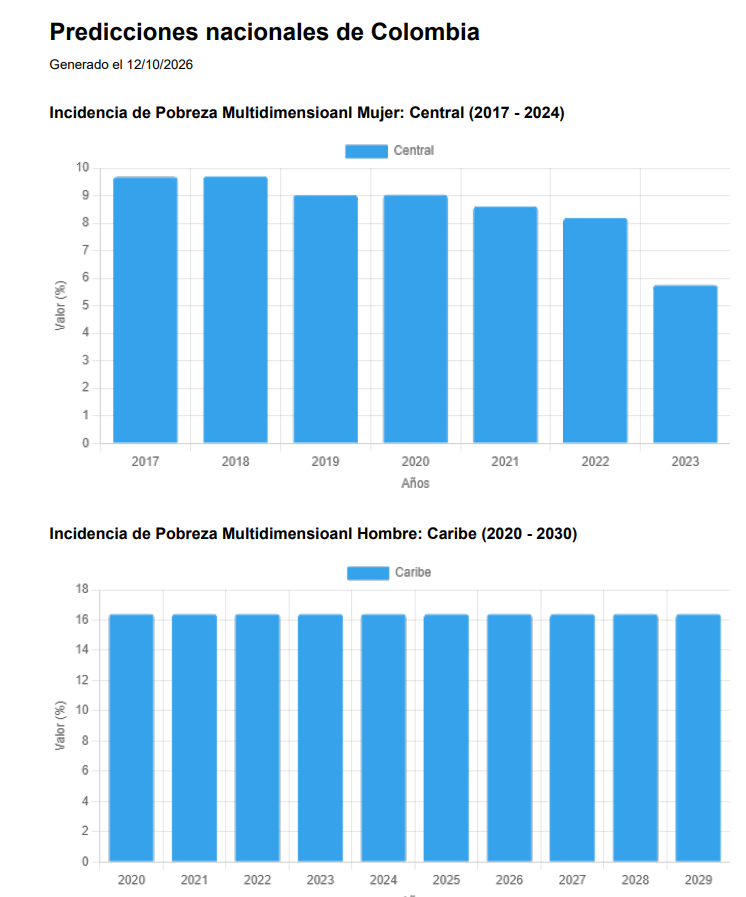 Predicciones nacionales de Colombia
Generado el 12/10/2026
Incidencia de Pobreza Multidimensioanl Mujer: Central (2017 - 2024)
Central
10
9
8
7
6
5
4
3
2
1
0
Valor (%)
2017 2018 2019 2020 2021 2022 2023
Años
Incidencia de Pobreza Multidimensioanl Hombre: Caribe (2020 - 2030)
Caribe
18
16
14
12
10
8
6
4
2
0
Valor (%)
2020 2021 2022 2023 2024 2025 2026 2027 2028 2029